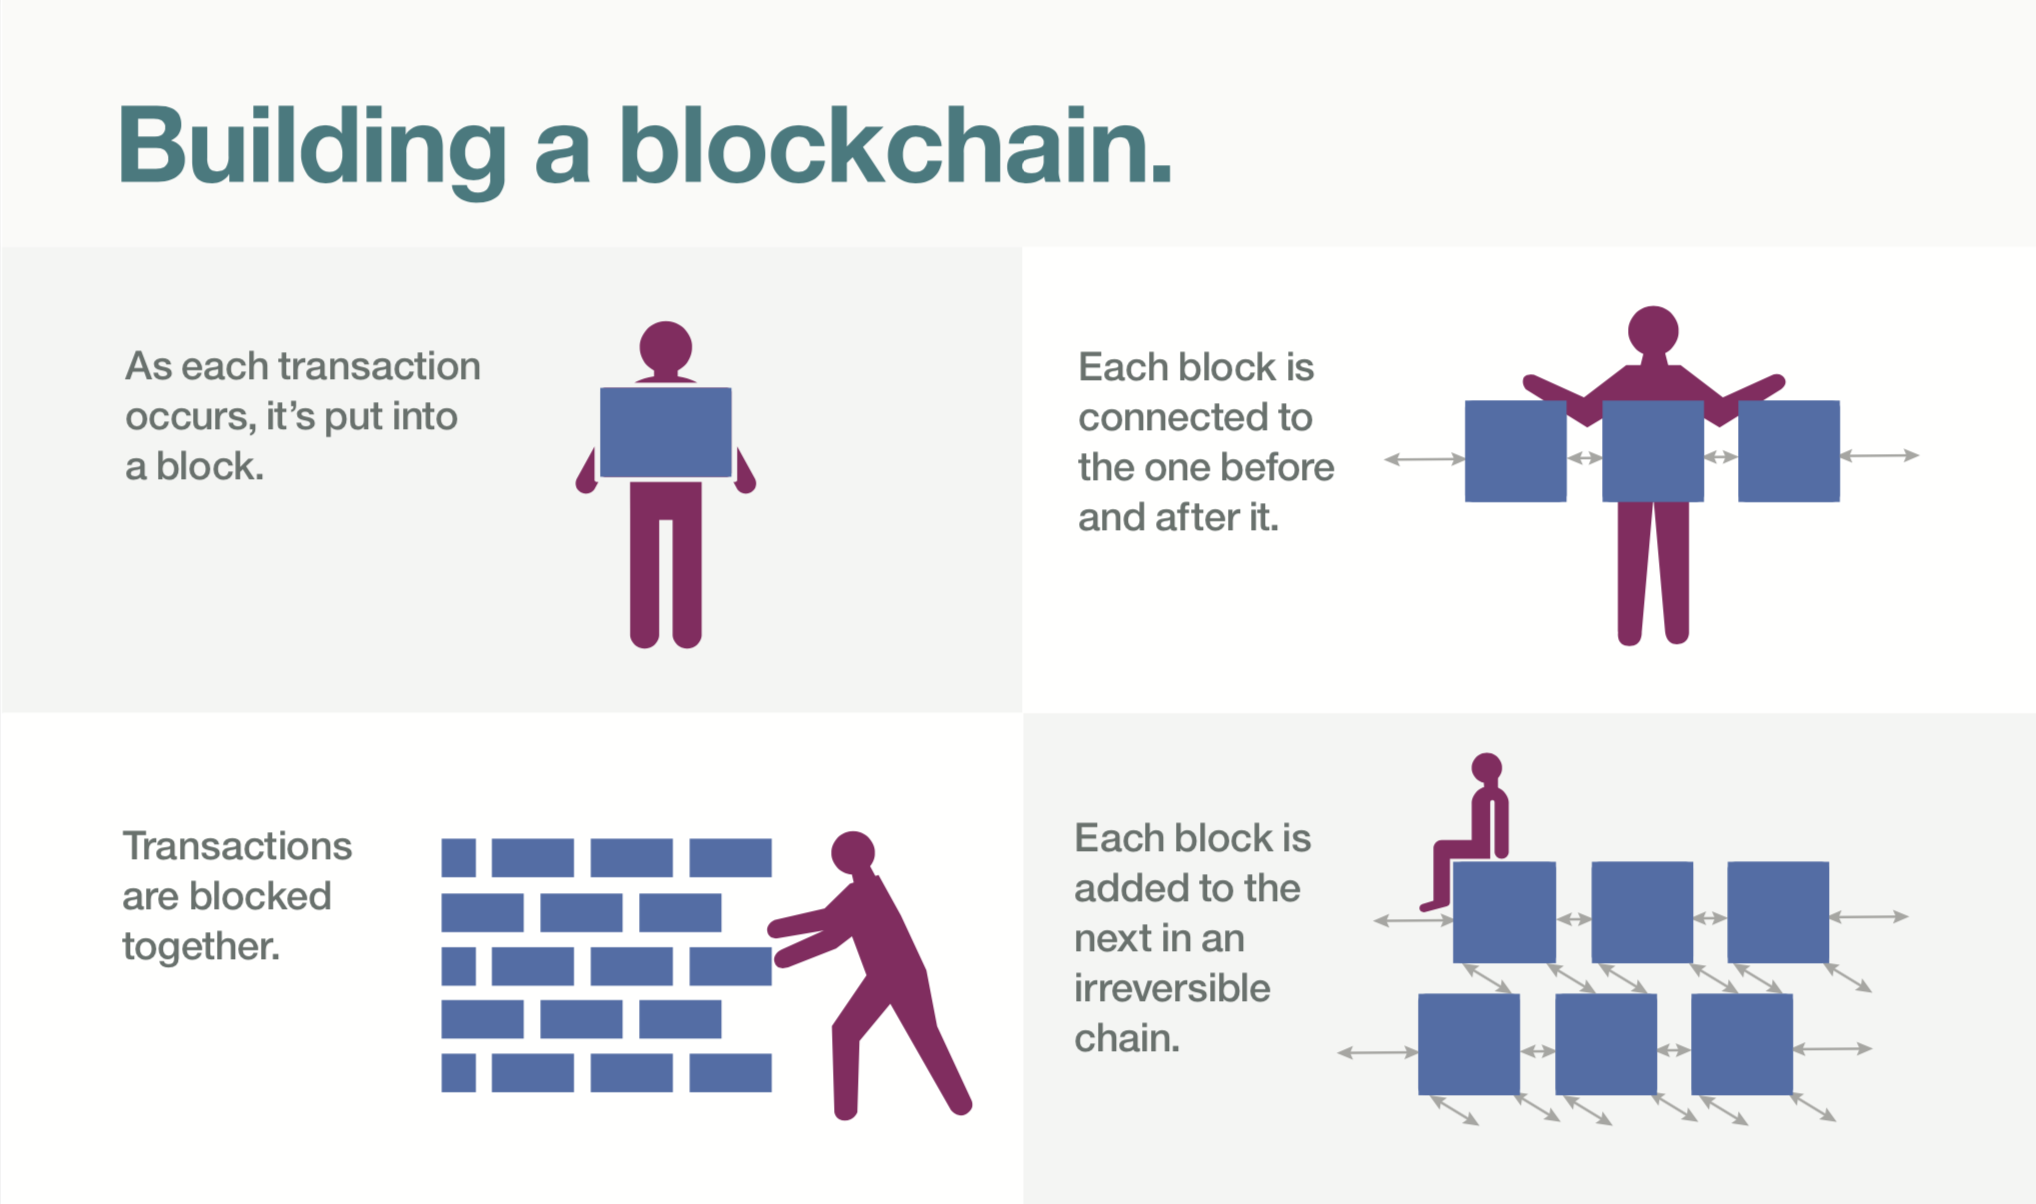 Building a blockchain.
As each transaction
occurs, it’s put into
a block.
Each block is
connected to
the one before
and after it.
Transactions
are blocked
together.
Each block is
added to the
next in an
irreversible
chain.